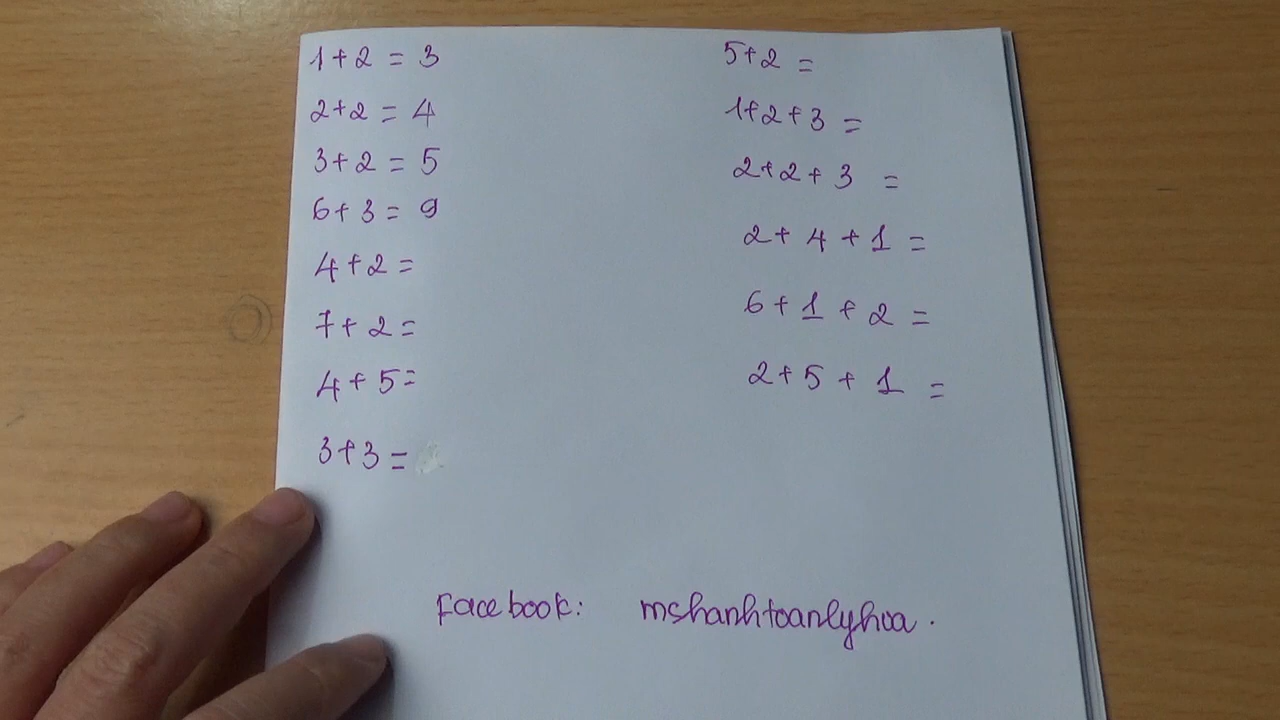 1+2 = 3
2+2 = 4
3+2 = 5
6+3 = 9
4+2 =
7+2 =
4+5=
3+3 =
5+2 =
1+2+3 =
2+2+3 =
2+4+1 =
6+1+2 =
2+5+1 =
Facebook: mshanhtoanlyhoa.